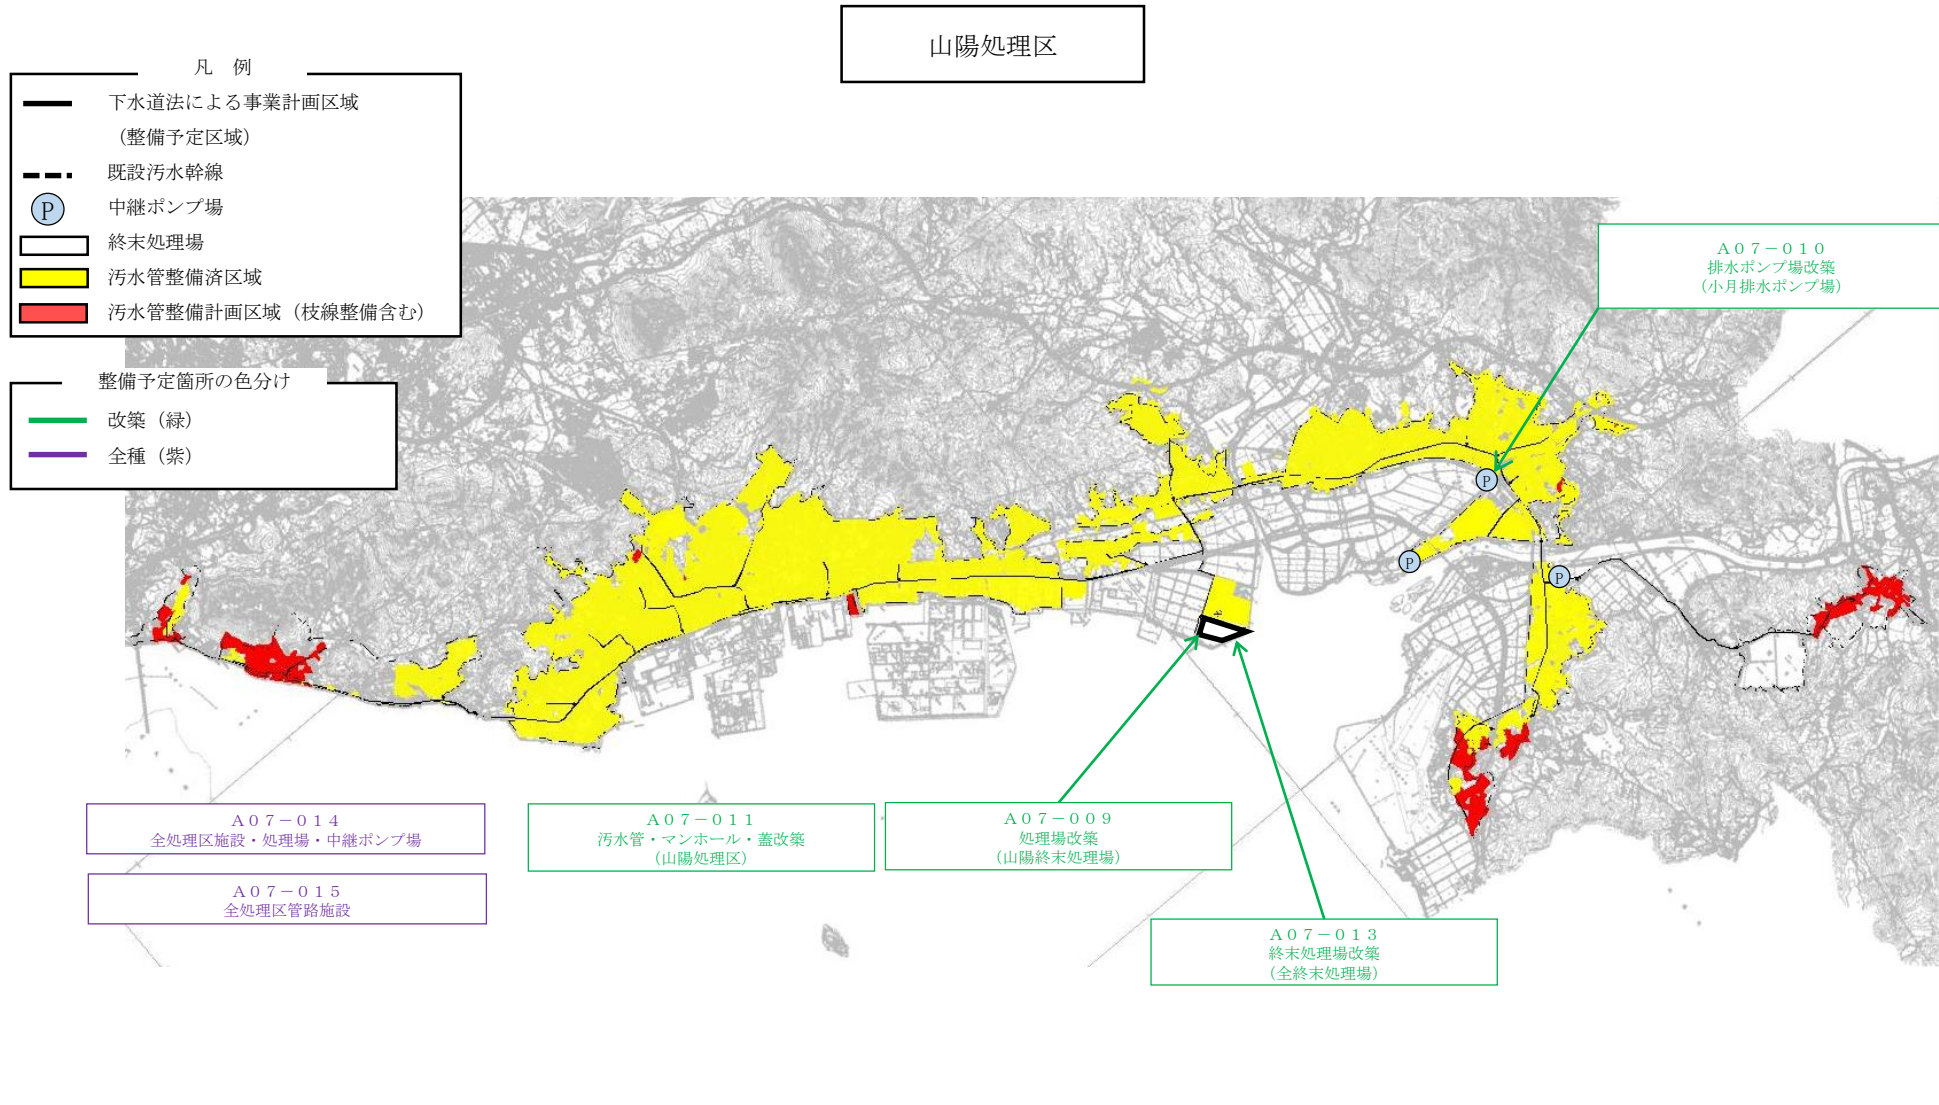 山陽処理区
凡　例
下水道法による事業計画区域
（整備予定区域）
既設汚水幹線
P
中継ポンプ場
終末処理場
汚水管整備済区域
汚水管整備計画区域（枝線整備含む）
整備予定箇所の色分け
改築（緑）
全種（紫）
Ａ０７－０１０
排水ポンプ場改築
（小月排水ポンプ場）
P
P
P
Ａ０７－０１４
全処理区施設・処理場・中継ポンプ場
Ａ０７－０１５
全処理区管路施設
Ａ０７－０１１
汚水管・マンホール・蓋改築
（山陽処理区）
Ａ０７－００９
処理場改築
（山陽終末処理場）
Ａ０７－０１３
終末処理場改築
（全終末処理場）